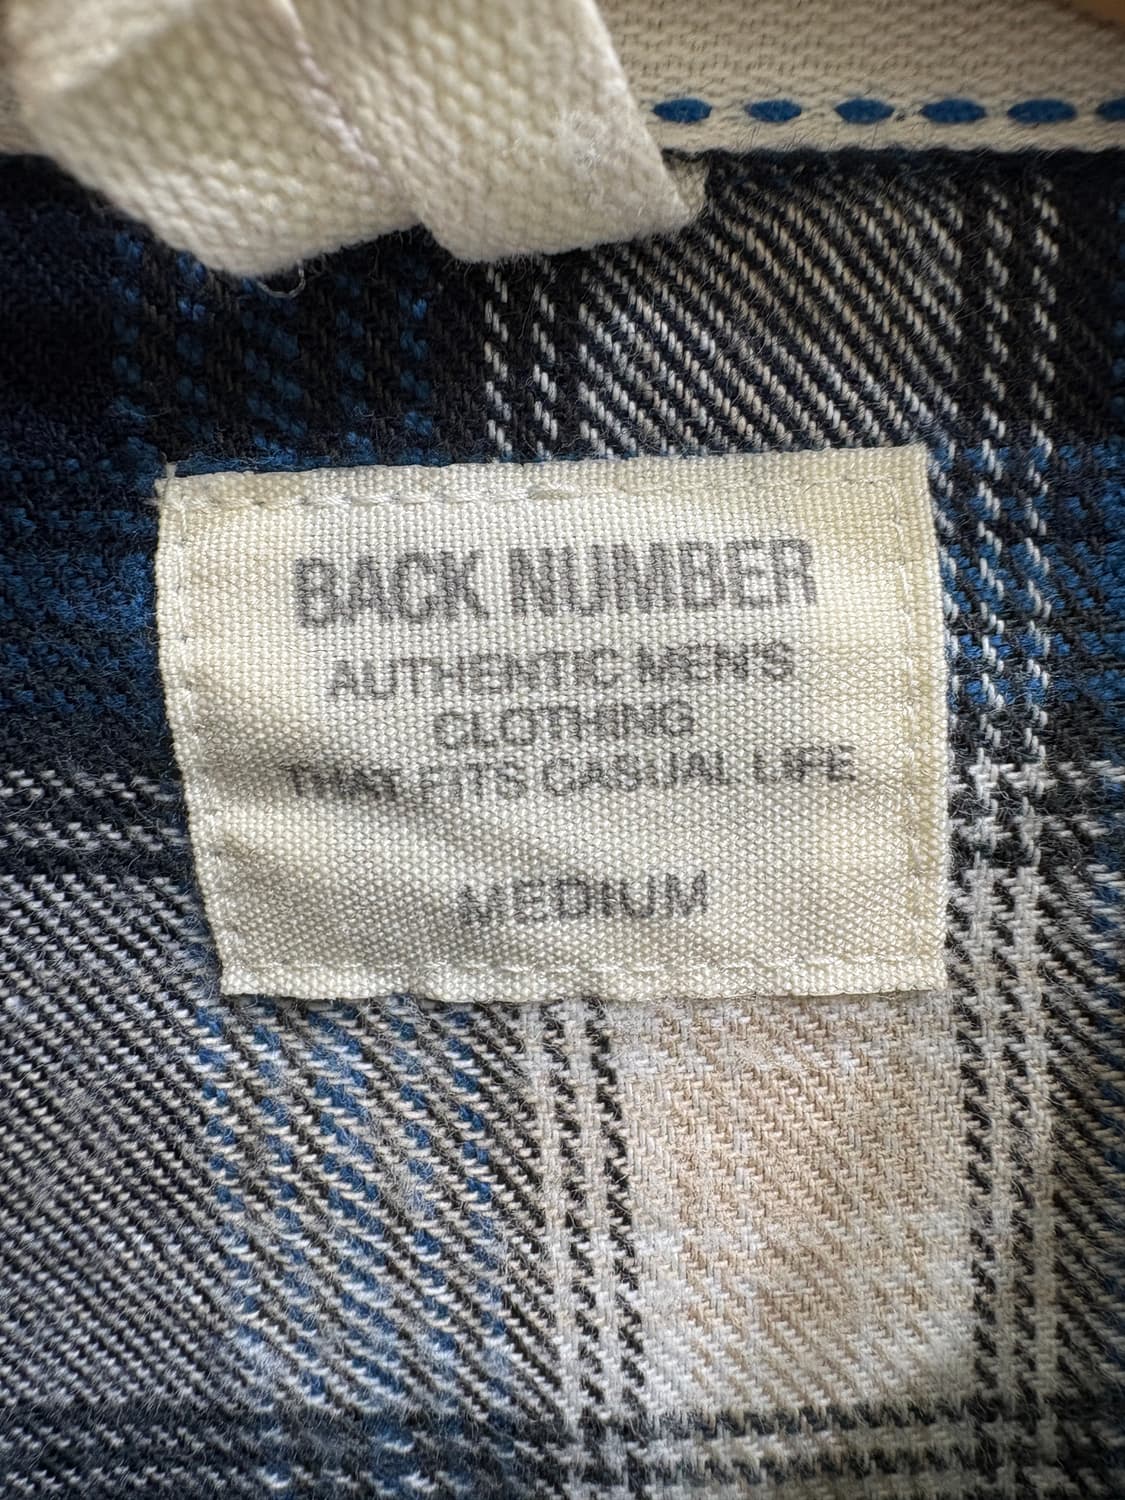 BACK NUMBER
AUTHENTIC MEN'S
CLOTHING
THAT FITS CASUAL LIFE
MEDIUM